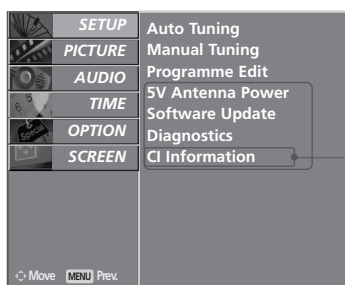 SETUP
PICTURE
AUDIO
TIME
OPTION
SCREEN
Auto Tuning
Manual Tuning
Programme Edit
5V Antenna Power
Software Update
Diagnostics
CI Information
Move MENU Prev.